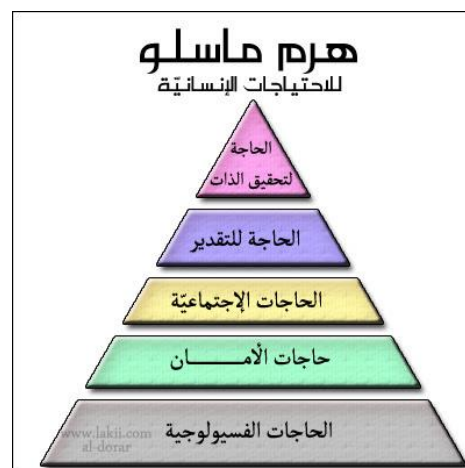 هرم ماسلو
للاحتياجات الإنسانيّة
الحاجة
لتحقيق الذات
الحاجة للتقدير
الحاجات الإجتماعيّة
حاجات الأمـــــــان
الحاجات الفسيولوجية
www.lakii.com
al-dorar